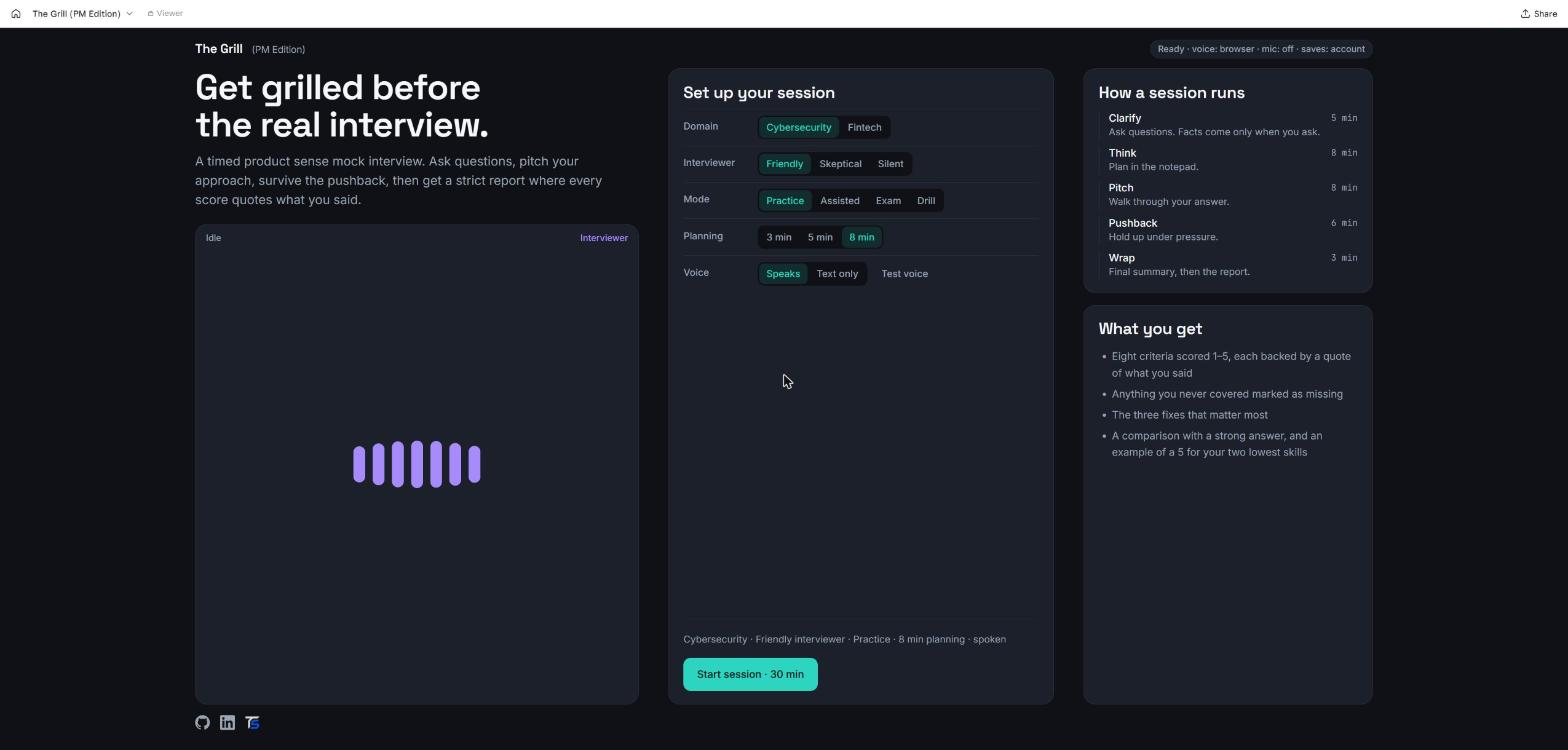 The Grill (PM Edition)
Viewer
Share
The Grill (PM Edition)
Ready · voice: browser · mic: off · saves: account
Get grilled before
the real interview.
A timed product sense mock interview. Ask questions, pitch your
approach, survive the pushback, then get a strict report where every
score quotes what you said.
Idle
Interviewer
Set up your session
Domain Cybersecurity Fintech
Interviewer Friendly Skeptical Silent
Mode Practice Assisted Exam Drill
Planning 3 min 5 min 8 min
Voice Speaks Text only Test voice
Cybersecurity · Friendly interviewer · Practice · 8 min planning · spoken
Start session · 30 min
How a session runs
Clarify 5 min
Ask questions. Facts come only when you ask.
Think 8 min
Plan in the notepad.
Pitch 8 min
Walk through your answer.
Pushback 6 min
Hold up under pressure.
Wrap 3 min
Final summary, then the report.
What you get
• Eight criteria scored 1–5, each backed by a quote
of what you said
• Anything you never covered marked as missing
• The three fixes that matter most
• A comparison with a strong answer, and an
example of a 5 for your two lowest skills
in
TS